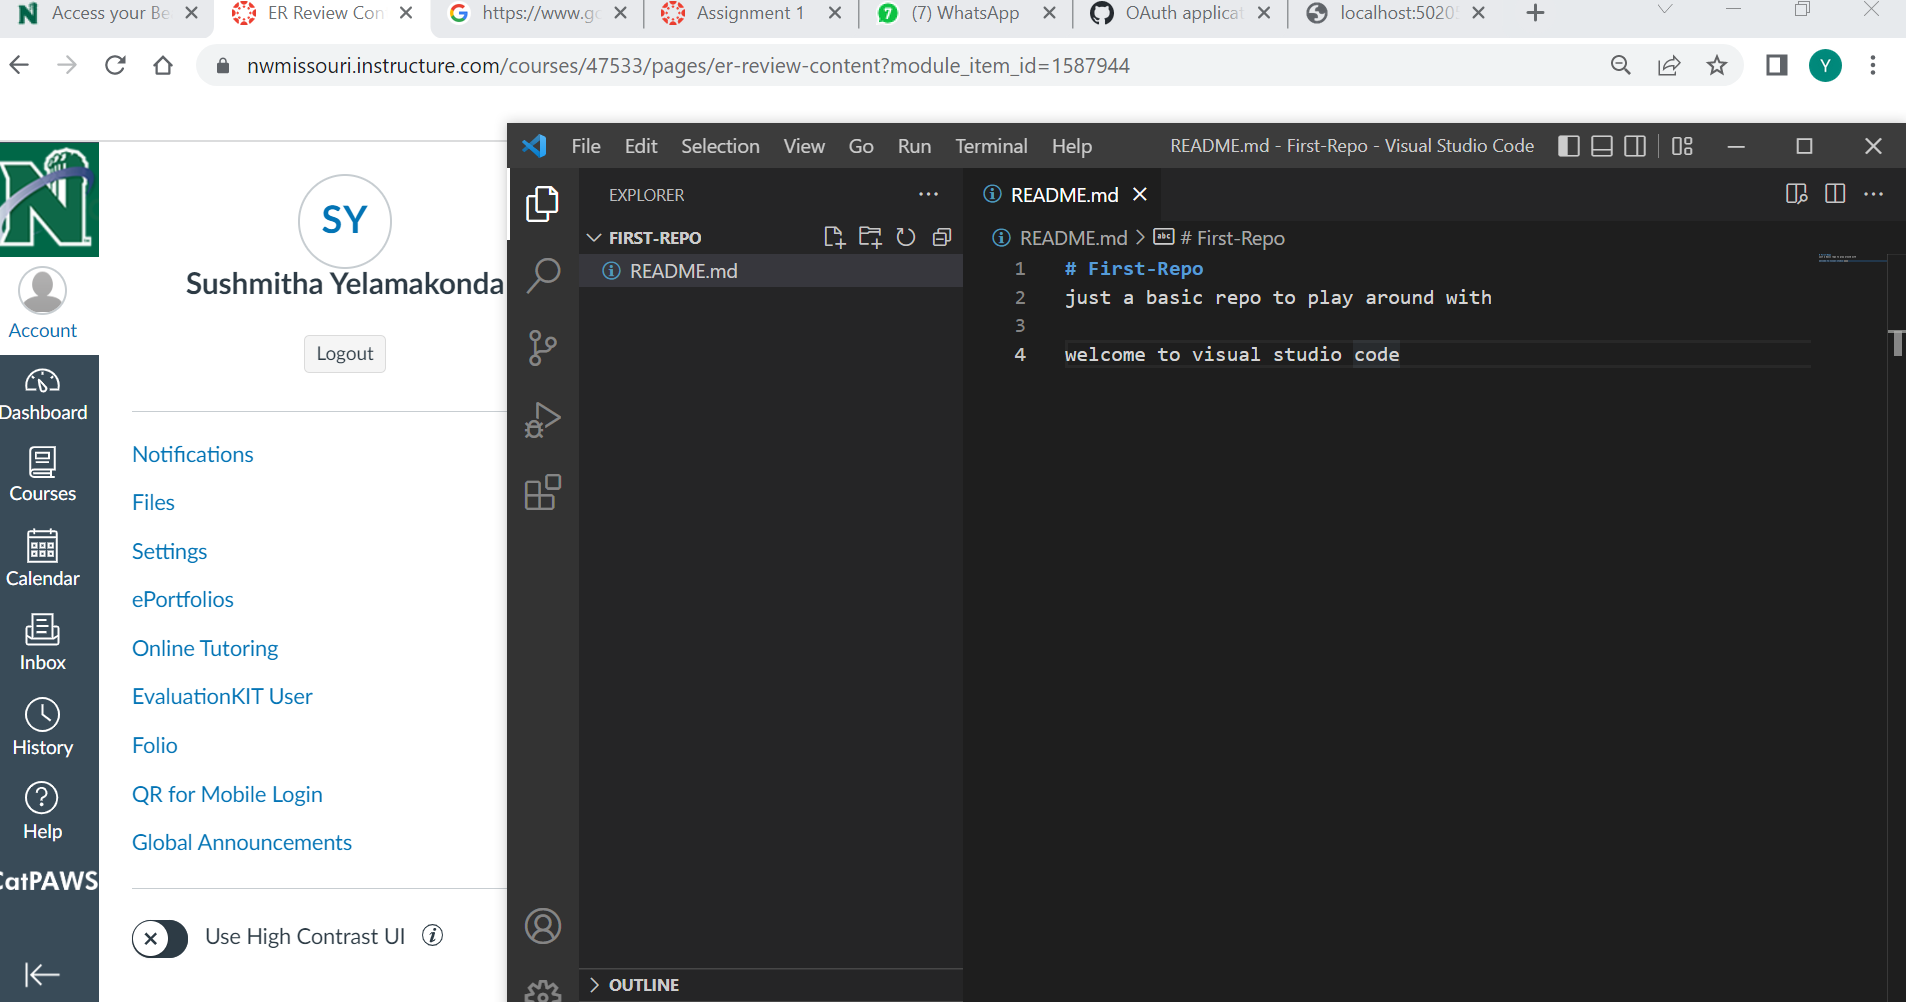 Access your Be
ER Review Con
https://www.go
Assignment 1
7
(7) WhatsApp
OAuth applicat
localhost:5020
nwmissouri.instructure.com/courses/47533/pages/er-review-content?module_item_id=1587944
Y
N
Account
Dashboard
Courses
Calendar
Inbox
History
Help
CatPAWS
SY
Sushmitha Yelamakonda
Logout
Notifications
Files
Settings
ePortfolios
Online Tutoring
EvaluationKIT User
Folio
QR for Mobile Login
Global Announcements
Use High Contrast UI
File Edit Selection View Go Run Terminal Help
README.md - First-Repo - Visual Studio Code
EXPLORER
FIRST-REPO
README.md
OUTLINE
README.md
README.md > abc # First-Repo
1 # First-Repo
2 just a basic repo to play around with
3
4 welcome to visual studio code